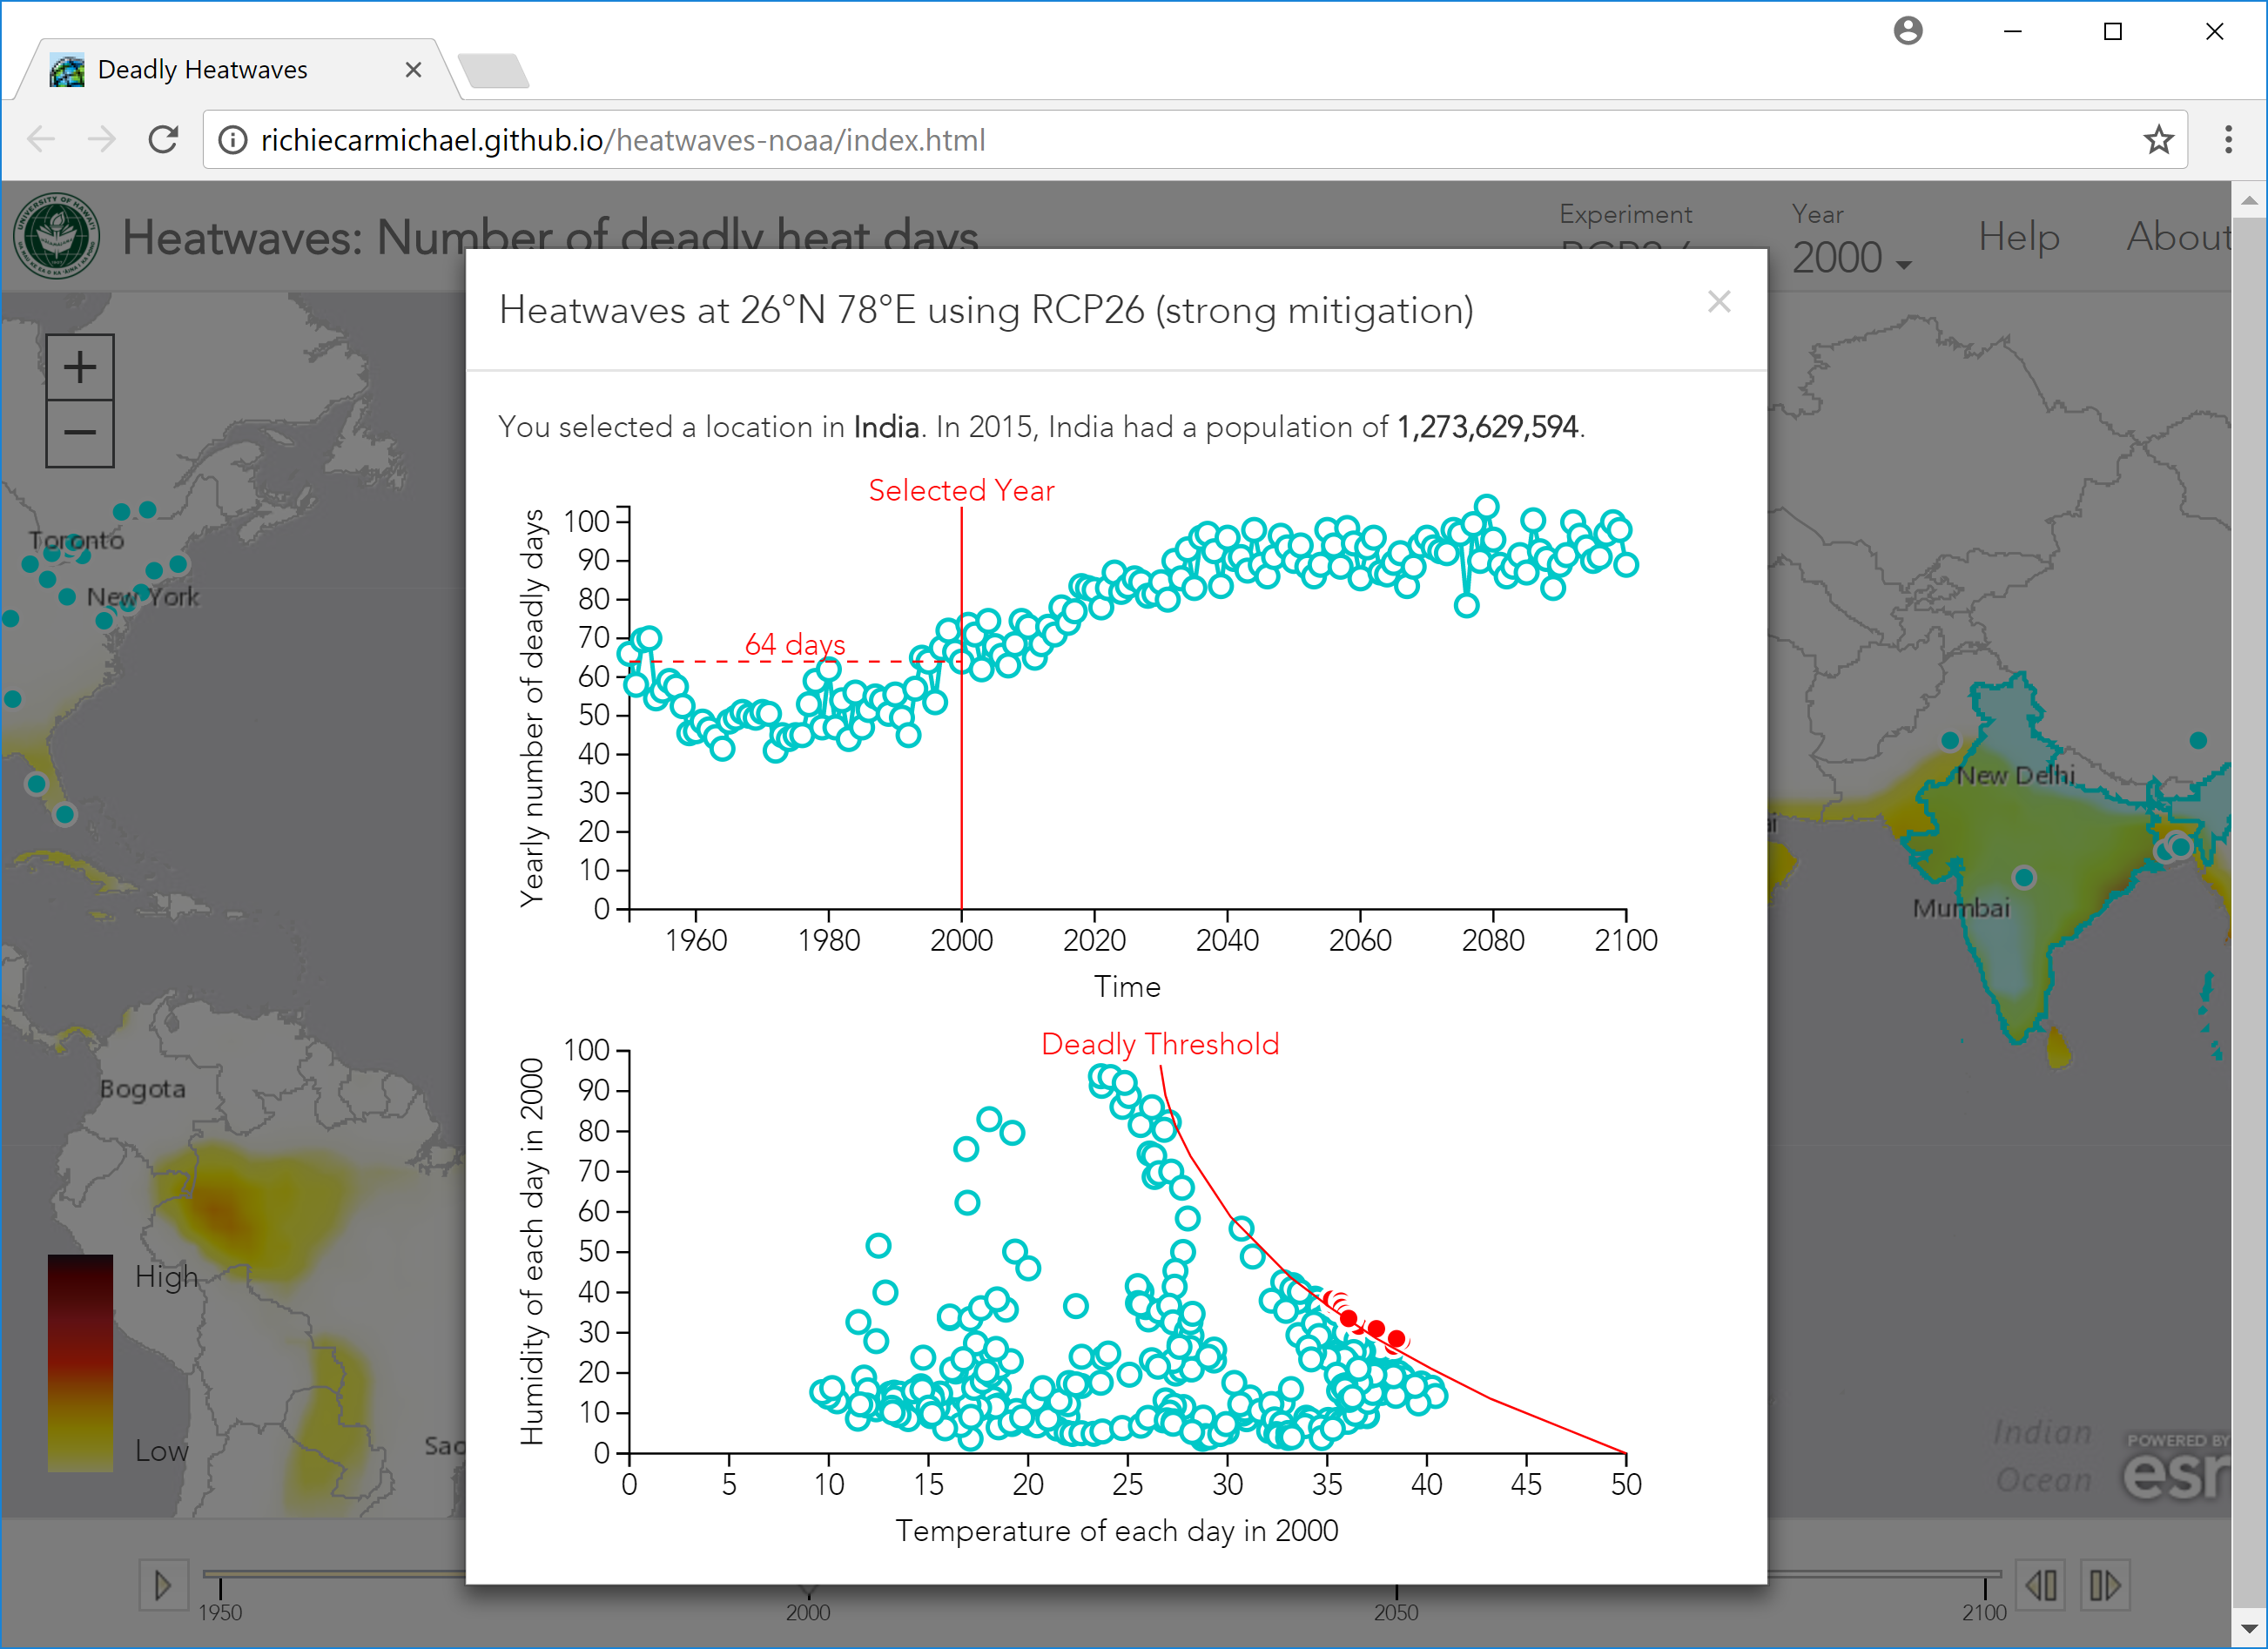 Deadly Heatwaves
richiecarmichael.github.io/heatwaves-noaa/index.html
UNIVERSITY OF HAWAI'I
Heatwaves: Number of deadly heat days
Experiment
Year
2000
Help
About
Heatwaves at 26°N 78°E using RCP26 (strong mitigation)
You selected a location in India. In 2015, India had a population of 1,273,629,594.
Selected Year
64 days
Yearly number of deadly days
100
90
80
70
60
50
40
30
20
10
0
1960 1980 2000 2020 2040 2060 2080 2100
Time
Deadly Threshold
Humidity of each day in 2000
100
90
80
70
60
50
40
30
20
10
0
0 5 10 15 20 25 30 35 40 45 50
Temperature of each day in 2000
Toronto
New York
Bogota
High
Low
Sao
New Delhi
Mumbai
Indian
Ocean
POWERED BY
esri
1950 2000 2050 2100